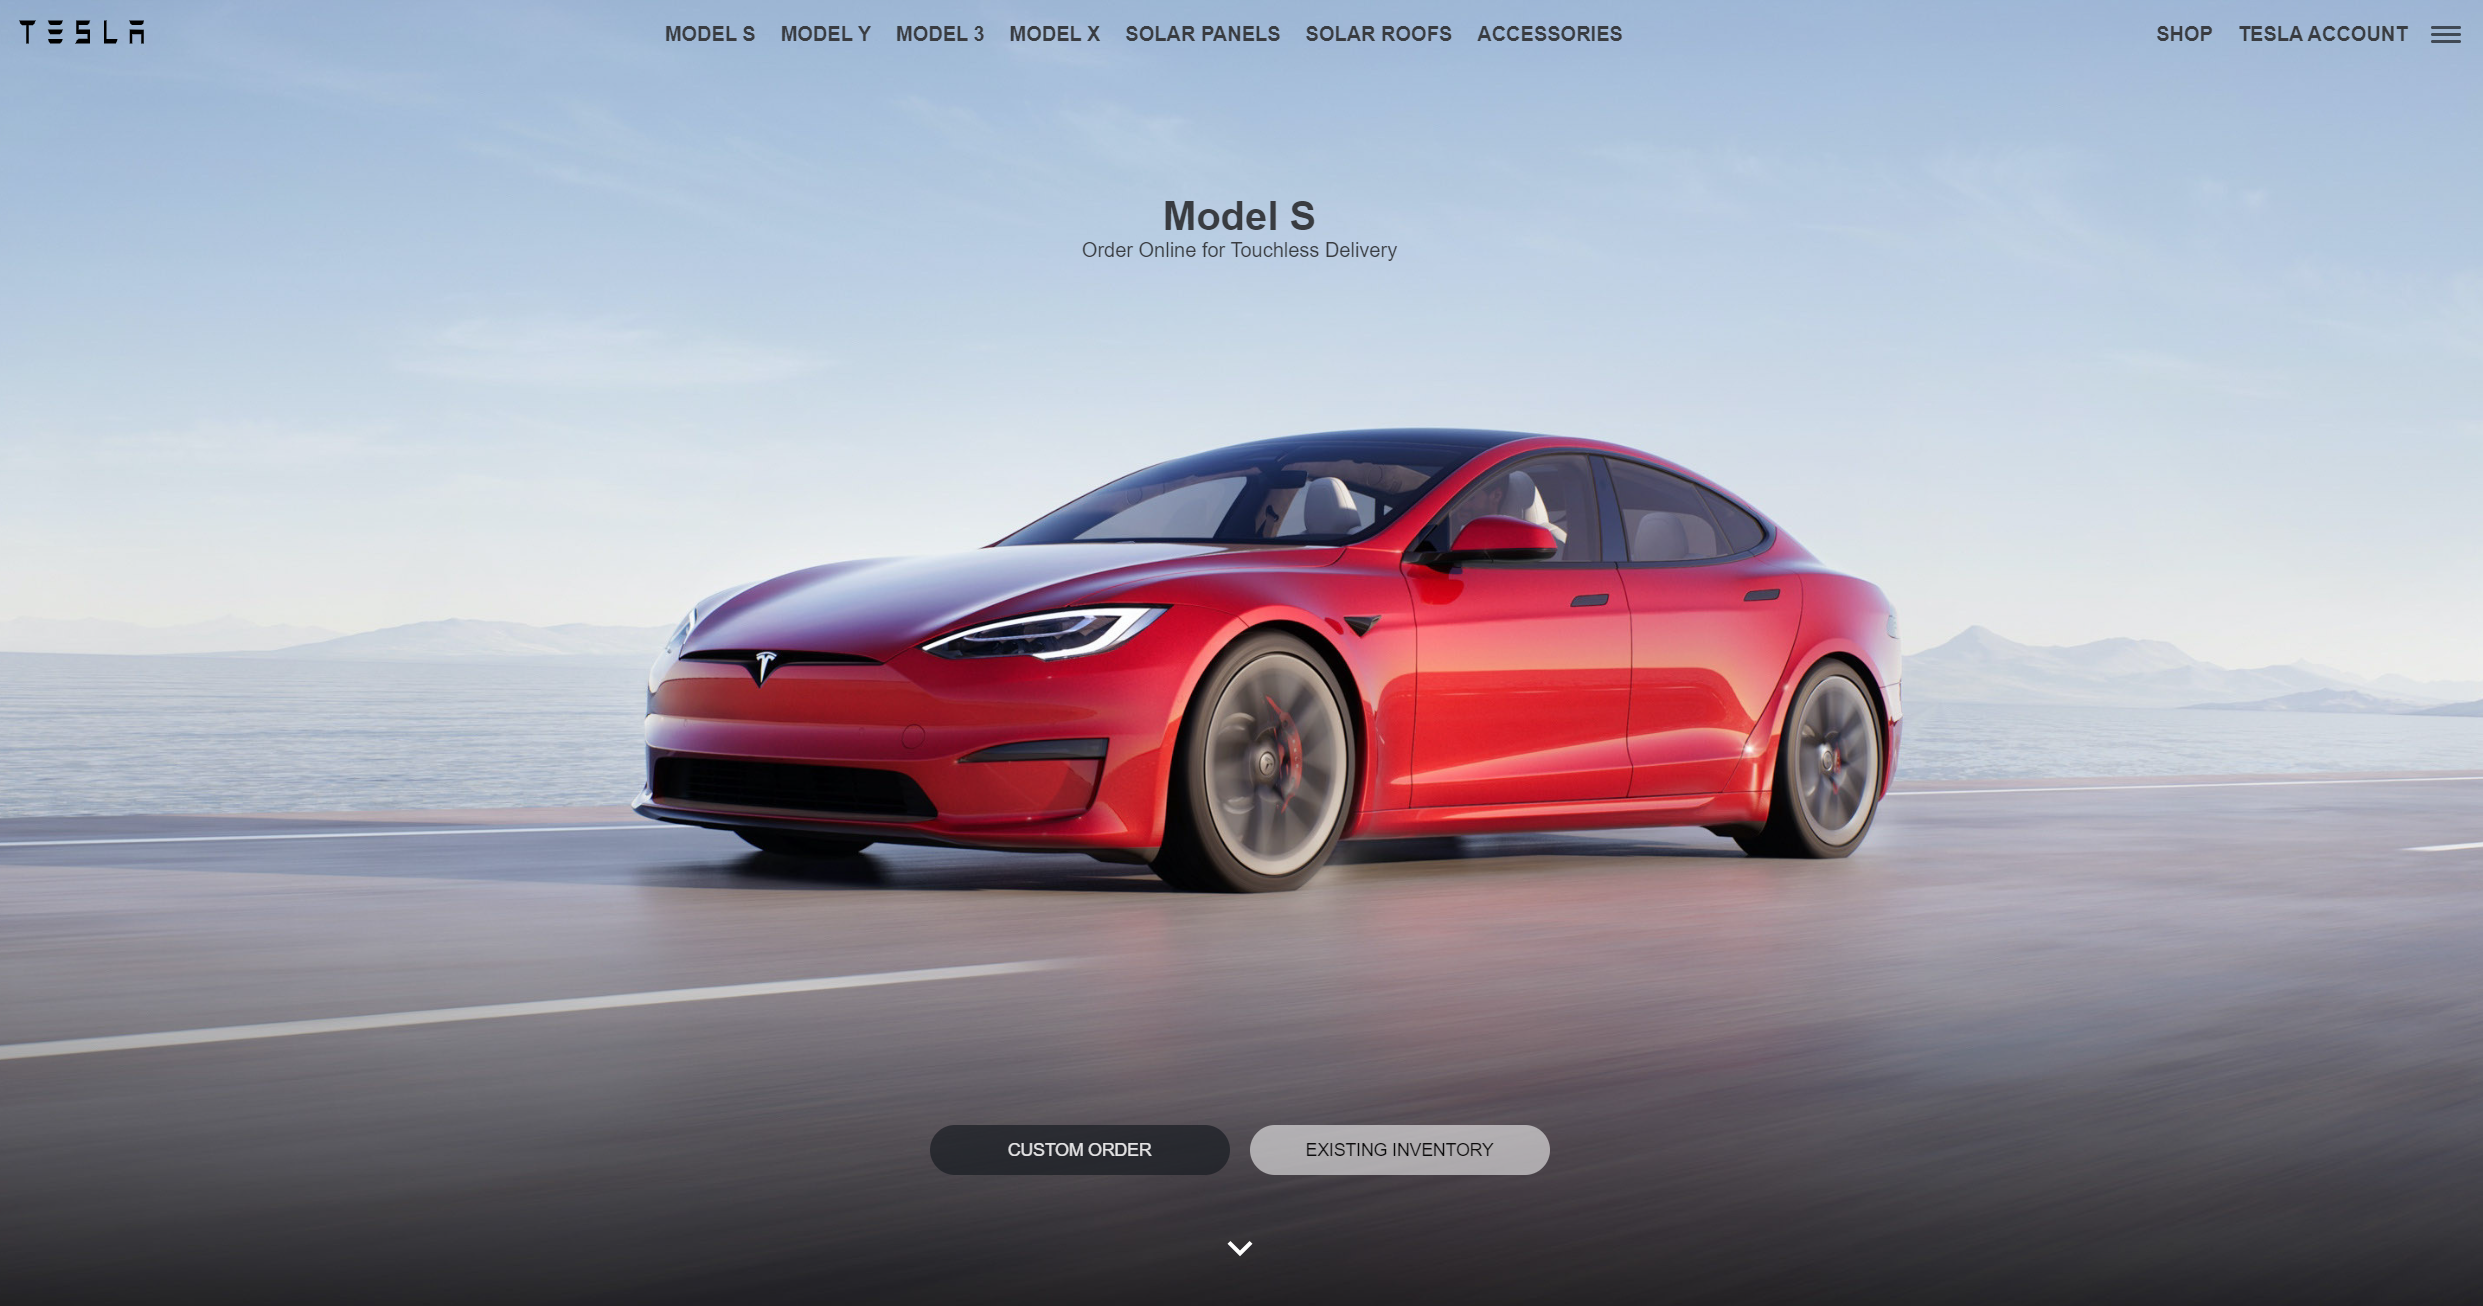 TESLA
MODEL S MODEL Y MODEL 3 MODEL X SOLAR PANELS SOLAR ROOFS ACCESSORIES
SHOP TESLA ACCOUNT
Model S
Order Online for Touchless Delivery
CUSTOM ORDER
EXISTING INVENTORY